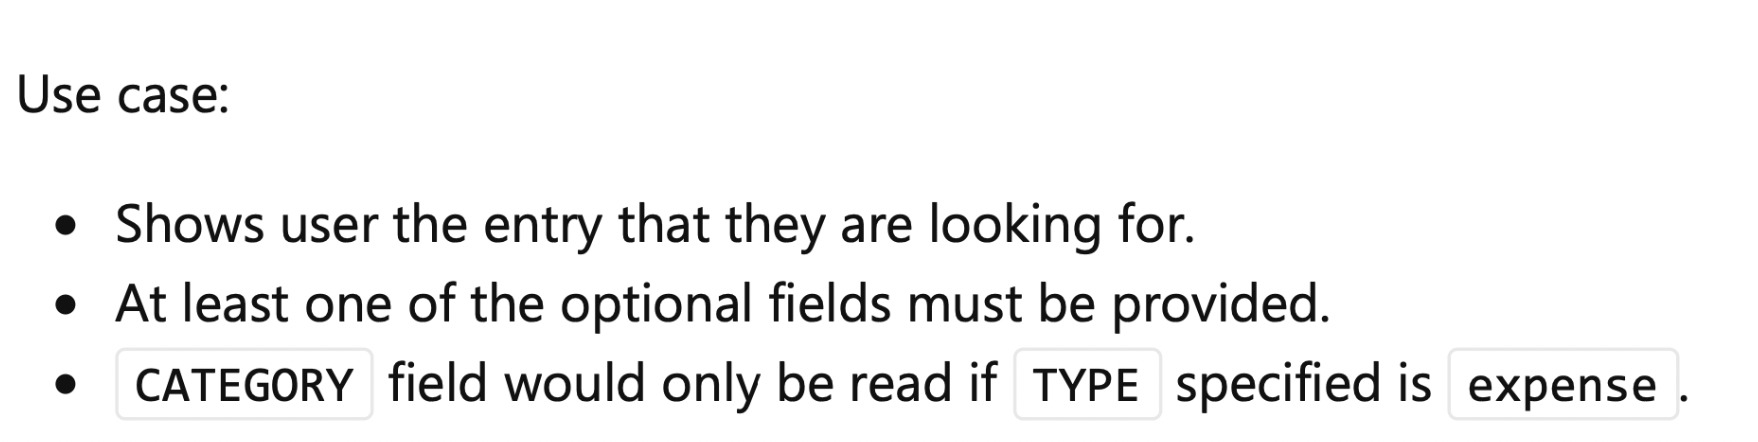 Use case:
• Shows user the entry that they are looking for.
• At least one of the optional fields must be provided.
• CATEGORY field would only be read if TYPE specified is expense.